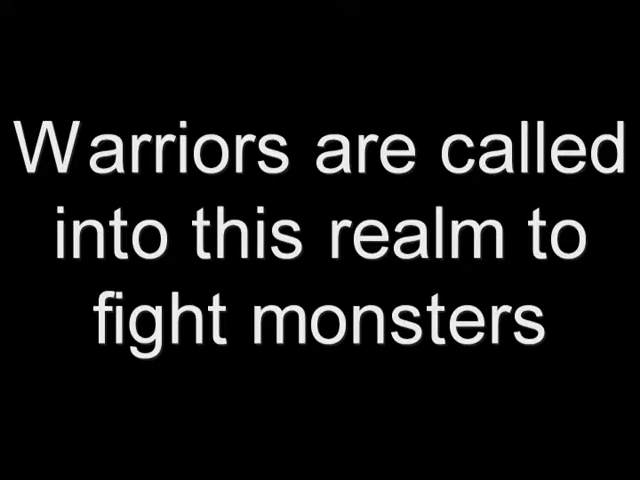 Warriors are called
into this realm to
fight monsters